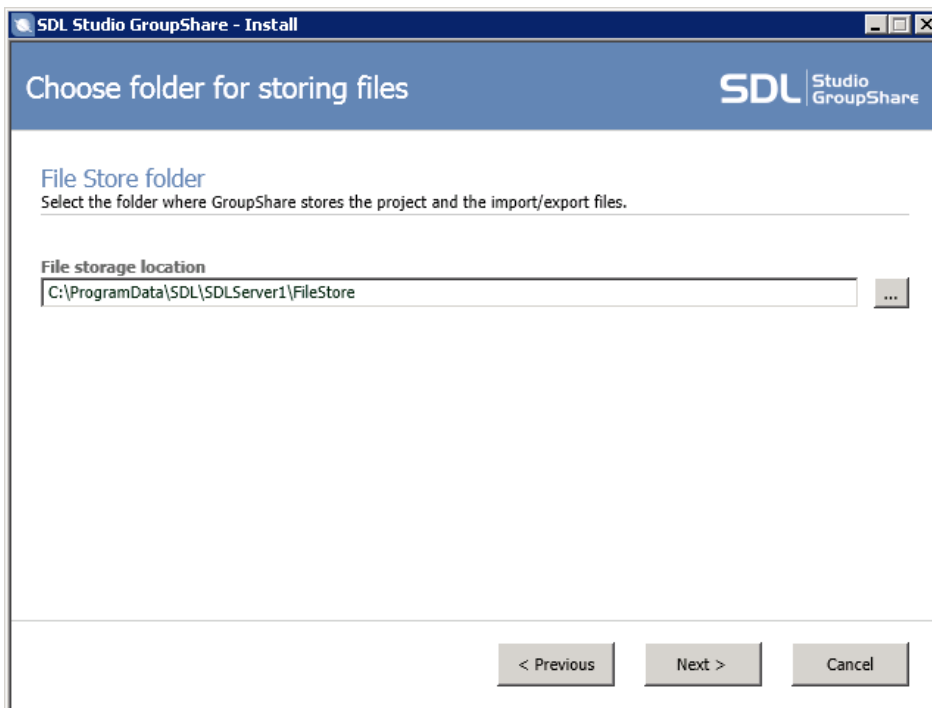 SDL Studio GroupShare - Install
Choose folder for storing files
SDL Studio
GroupShare
File Store folder
Select the folder where GroupShare stores the project and the import/export files.
File storage location
C:\ProgramData\SDL\SDLServer1\FileStore
...
< Previous Next > Cancel